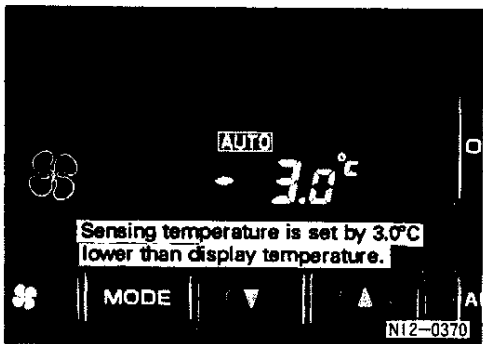 AUTO
- 3.0°C
Sensing temperature is set by 3.0°C
lower than display temperature.
MODE
N12-0370